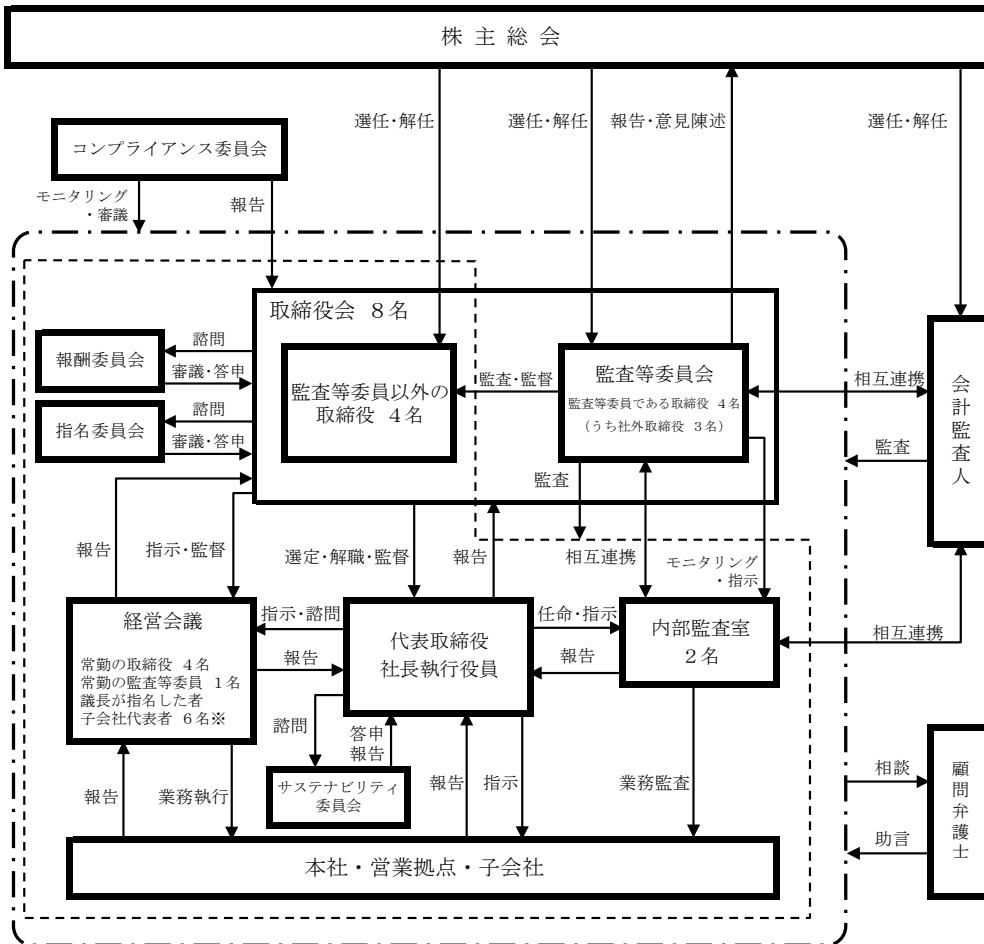 株主総会
選任・解任
選任・解任
報告・意見陳述
選任・解任
コンプライアンス委員会
モニタリング
・審議
報告
取締役会 8名
報酬委員会
諮問
審議・答申
指名委員会
諮問
審議・答申
監査等委員以外の
取締役 4名
監査・監督
監査等委員会
監査等委員である取締役 4名
(うち社外取締役 3名)
相互連携
監査
会計監査人
報告
指示・監督
選定・解職・監督
報告
監査
相互連携
モニタリング
・指示
経営会議
常勤の取締役 4名
常勤の監査等委員 1名
議長が指名した者
子会社代表者 6名※
指示・諮問
報告
代表取締役
社長執行役員
任命・指示
報告
内部監査室
2名
相互連携
諮問
答申
報告
サステナビリティ
委員会
報告
業務執行
報告
指示
業務監査
相談
助言
顧問弁護士
本社・営業拠点・子会社